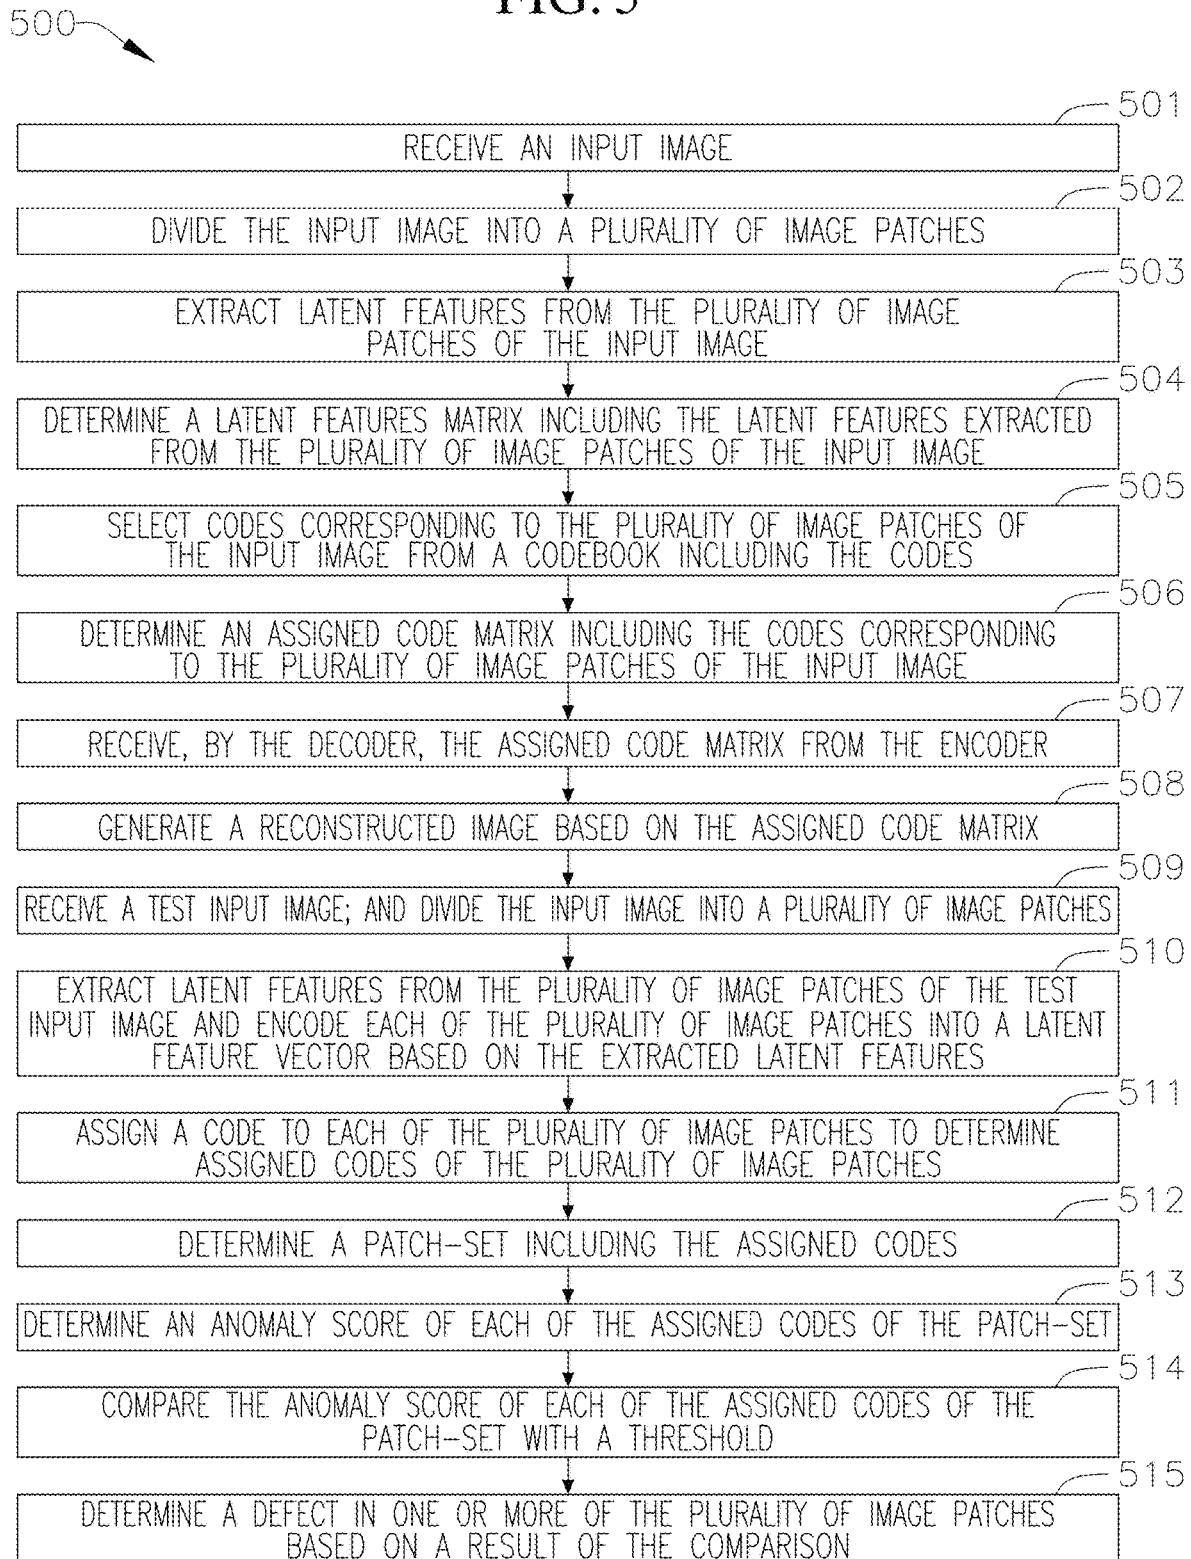 FIG. 5
500
501
RECEIVE AN INPUT IMAGE
502
DIVIDE THE INPUT IMAGE INTO A PLURALITY OF IMAGE PATCHES
503
EXTRACT LATENT FEATURES FROM THE PLURALITY OF IMAGE
PATCHES OF THE INPUT IMAGE
504
DETERMINE A LATENT FEATURES MATRIX INCLUDING THE LATENT FEATURES EXTRACTED
FROM THE PLURALITY OF IMAGE PATCHES OF THE INPUT IMAGE
505
SELECT CODES CORRESPONDING TO THE PLURALITY OF IMAGE PATCHES OF
THE INPUT IMAGE FROM A CODEBOOK INCLUDING THE CODES
506
DETERMINE AN ASSIGNED CODE MATRIX INCLUDING THE CODES CORRESPONDING
TO THE PLURALITY OF IMAGE PATCHES OF THE INPUT IMAGE
507
RECEIVE, BY THE DECODER, THE ASSIGNED CODE MATRIX FROM THE ENCODER
508
GENERATE A RECONSTRUCTED IMAGE BASED ON THE ASSIGNED CODE MATRIX
509
RECEIVE A TEST INPUT IMAGE; AND DIVIDE THE INPUT IMAGE INTO A PLURALITY OF IMAGE PATCHES
510
EXTRACT LATENT FEATURES FROM THE PLURALITY OF IMAGE PATCHES OF THE TEST
INPUT IMAGE AND ENCODE EACH OF THE PLURALITY OF IMAGE PATCHES INTO A LATENT
FEATURE VECTOR BASED ON THE EXTRACTED LATENT FEATURES
511
ASSIGN A CODE TO EACH OF THE PLURALITY OF IMAGE PATCHES TO DETERMINE
ASSIGNED CODES OF THE PLURALITY OF IMAGE PATCHES
512
DETERMINE A PATCH-SET INCLUDING THE ASSIGNED CODES
513
DETERMINE AN ANOMALY SCORE OF EACH OF THE ASSIGNED CODES OF THE PATCH-SET
514
COMPARE THE ANOMALY SCORE OF EACH OF THE ASSIGNED CODES OF THE
PATCH-SET WITH A THRESHOLD
515
DETERMINE A DEFECT IN ONE OR MORE OF THE PLURALITY OF IMAGE PATCHES
BASED ON A RESULT OF THE COMPARISON